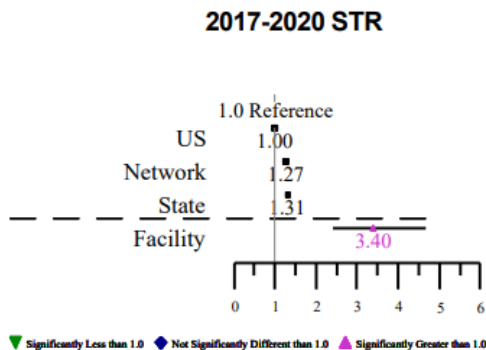 2017-2020 STR
1.0 Reference
US 1.00
Network 1.27
State 1.31
Facility 3.40
0 1 2 3 4 5 6
Significantly Less than 1.0 Not Significantly Different than 1.0 Significantly Greater than 1.0